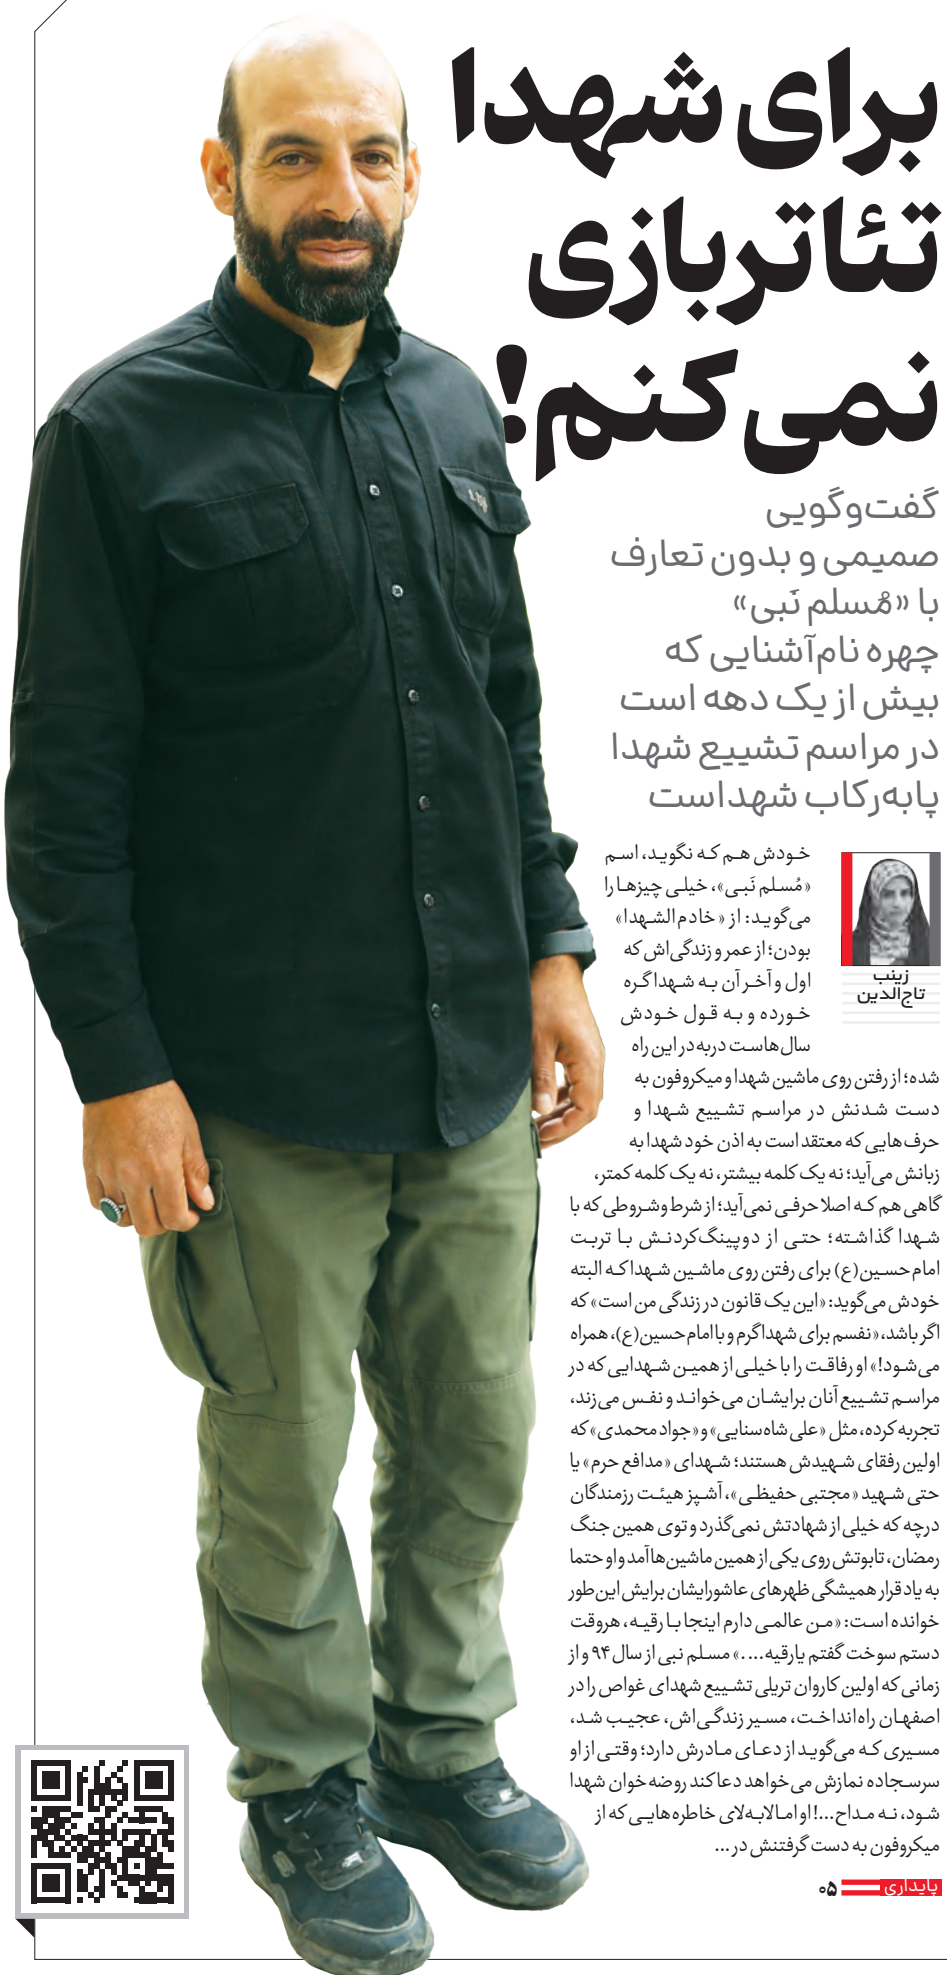 برای شهدا
تئاتر بازی
نمی‌کنم!
گفت‌وگویی
صمیمی و بدون تعارف
با «مُسلم نَبی»
چهره نام‌آشنایی که
بیش از یک دهه است
در مراسم تشییع شهدا
پابه‌رکاب شهداست
زینب
تاج‌الدین
خودش هم که نگوید، اسم
«مُسلم نَبی»، خیلی چیزها را
می‌گوید: از «خادم‌الشهدا»
بودن؛ از عمر و زندگی‌اش که
اول و آخر آن به شهدا گره
خورده و به قول خودش
سال‌هاست دربه‌در این راه
شده؛ از رفتن روی ماشین شهدا و میکروفون به
دست شدنش در مراسم تشییع شهدا و
حرف‌هایی که معتقد است به اذن خود شهدا به
زبانش می‌آید؛ نه یک کلمه بیشتر، نه یک کلمه کمتر،
گاهی هم که اصلا حرفی نمی‌آید؛ از شرط و شروطی که با
شهدا گذاشته؛ حتی از دوپینگ‌کردنش با تربت
امام‌حسین(ع) برای رفتن روی ماشین شهدا که البته
خودش می‌گوید: «این یک قانون در زندگی من است» که
اگر باشد، «نفسم برای شهدا گرم و با امام حسین(ع)، همراه
می‌شود!» او رفاقت را با خیلی از همین شهدایی که در
مراسم تشییع آنان برایشان می‌خواند و نفس می‌زند،
تجربه کرده، مثل «علی شاه‌سنایی» و «جواد محمدی» که
اولین رفقای شهیدش هستند؛ شهدای «مدافع حرم» یا
حتی شهید «مجتبی حفیظی»، آشپز هیئت رزمندگان
درچه که خیلی از شهادتش نمی‌گذرد و توی همین جنگ
رمضان، تابوتش روی یکی از همین ماشین‌ها آمد و او حتما
به یاد قرار همیشگی ظهرهای عاشورایشان برایش این‌طور
خوانده است: «من عالمی دارم اینجا با رقیه، هروقت
دستم سوخت گفتم یارقیه....» مسلم نبی از سال ۹۴ و از
زمانی که اولین کاروان تریلی تشییع شهدای غواص را در
اصفهان راه‌انداخت، مسیر زندگی‌اش، عجیب شد،
مسیری که می‌گوید از دعای مادرش دارد؛ وقتی از او
سرسجاده نمازش می‌خواهد دعا کند روضه‌خوان شهدا
شود، نه مداح...! او اما لابه‌لای خاطره‌هایی که از
میکروفون به دست گرفتنش در ...
پایداری ۰۵